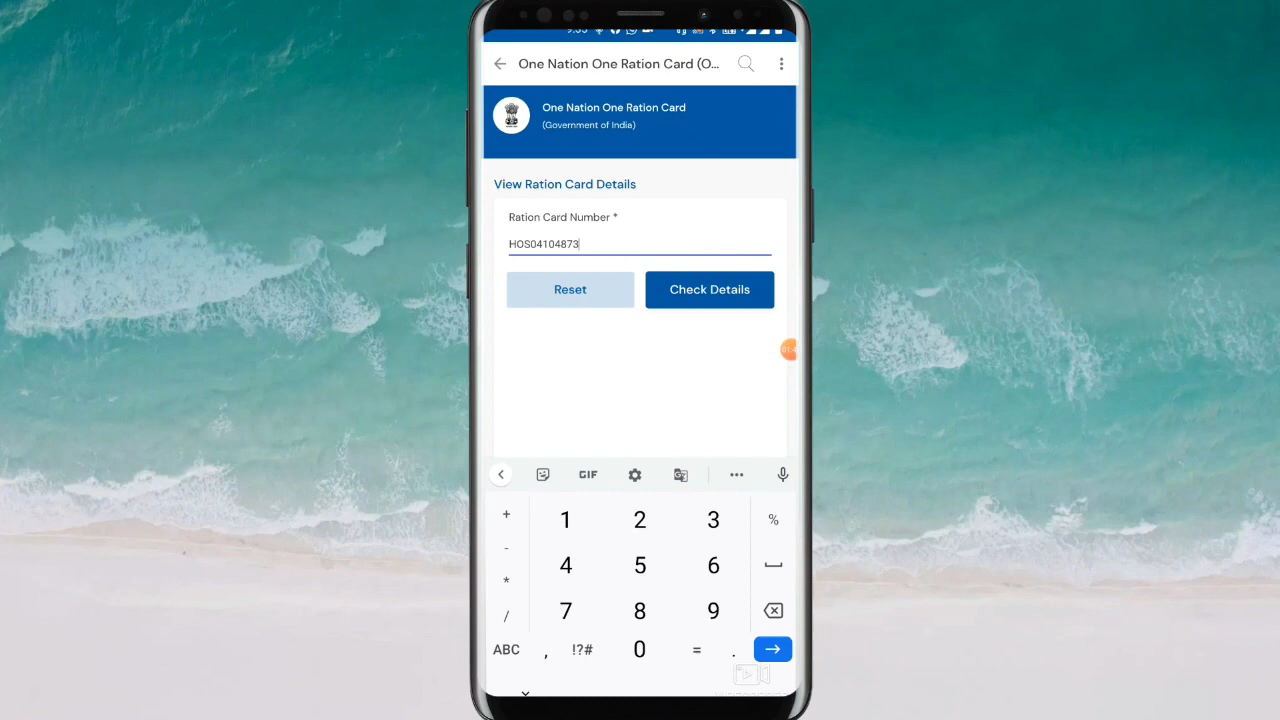 One Nation One Ration Card (O...
One Nation One Ration Card
(Government of India)
View Ration Card Details
Ration Card Number *
HOS04104873
Reset
Check Details
GIF
+ 1 2 3 %
- 4 5 6
*
/ 7 8 9
ABC , !?# 0 = .